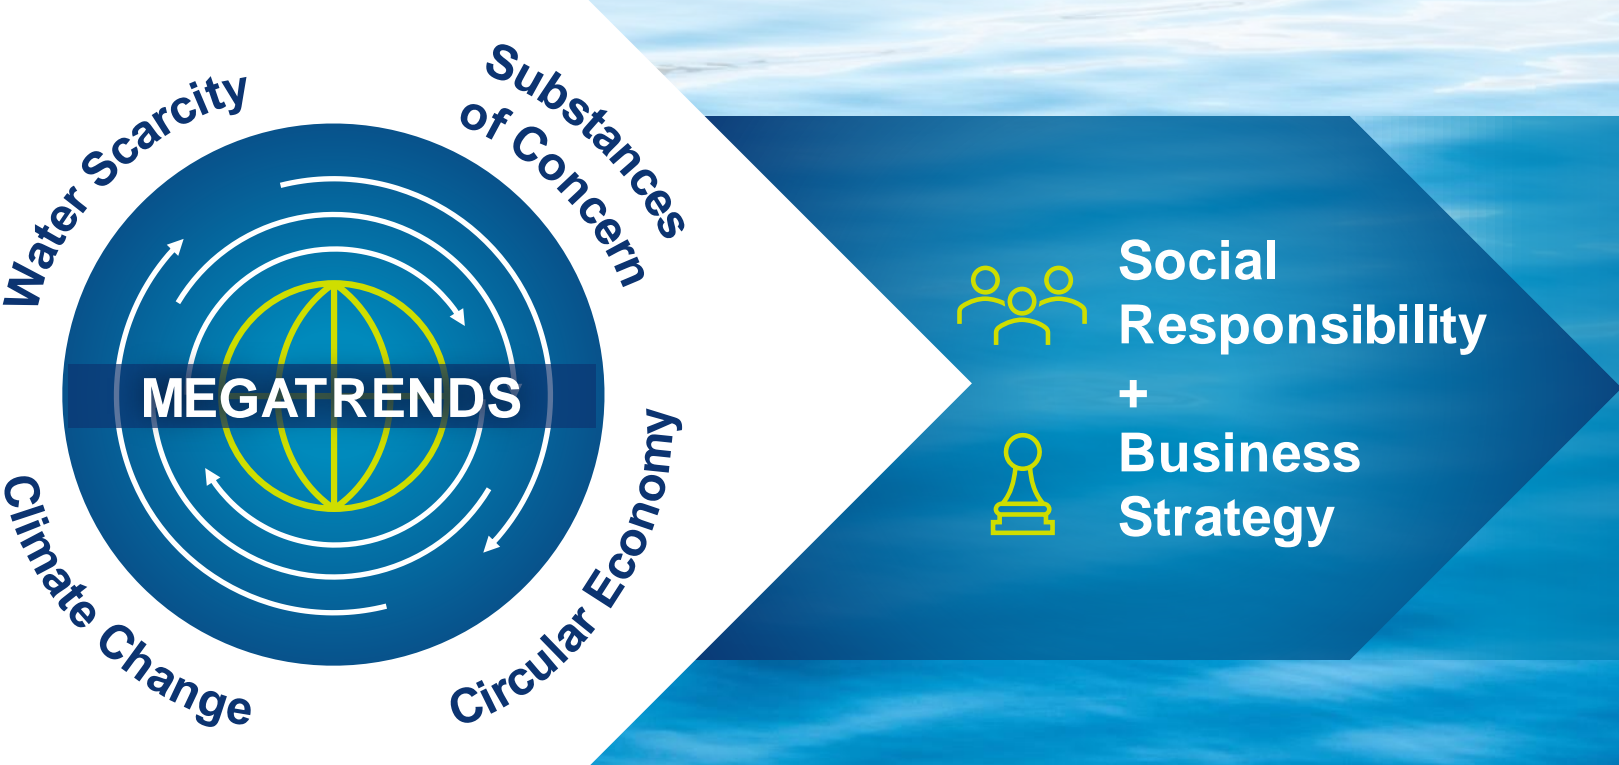 Water Scarcity
Substances
of Concern
MEGATRENDS
Climate Change
Circular Economy
Social
Responsibility
+
Business
Strategy